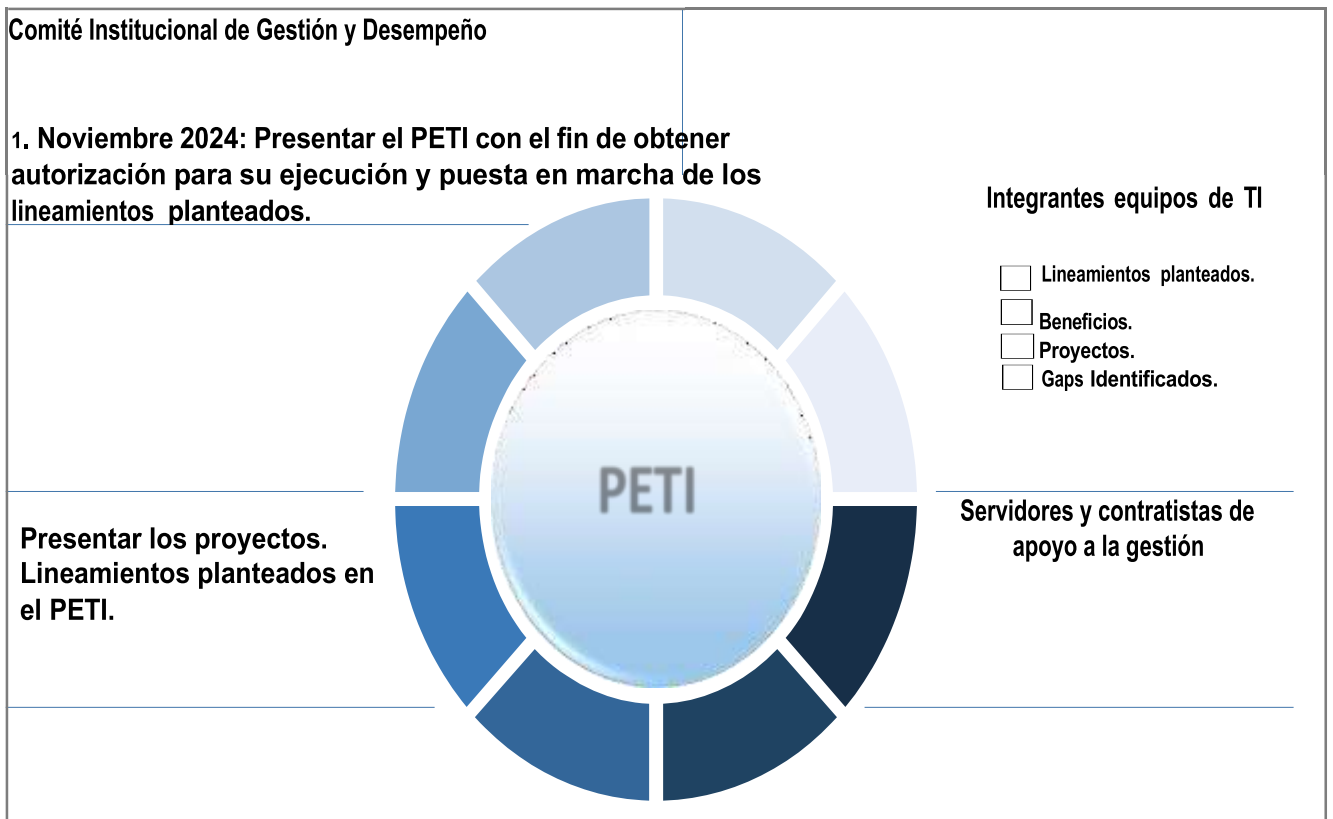 Comité Institucional de Gestión y Desempeño
1. Noviembre 2024: Presentar el PETI con el fin de obtener
autorización para su ejecución y puesta en marcha de los
lineamientos planteados.
Integrantes equipos de TI
Lineamientos planteados.
Beneficios.
Proyectos.
Gaps Identificados.
PETI
Presentar los proyectos.
Lineamientos planteados en
el PETI.
Servidores y contratistas de
apoyo a la gestión